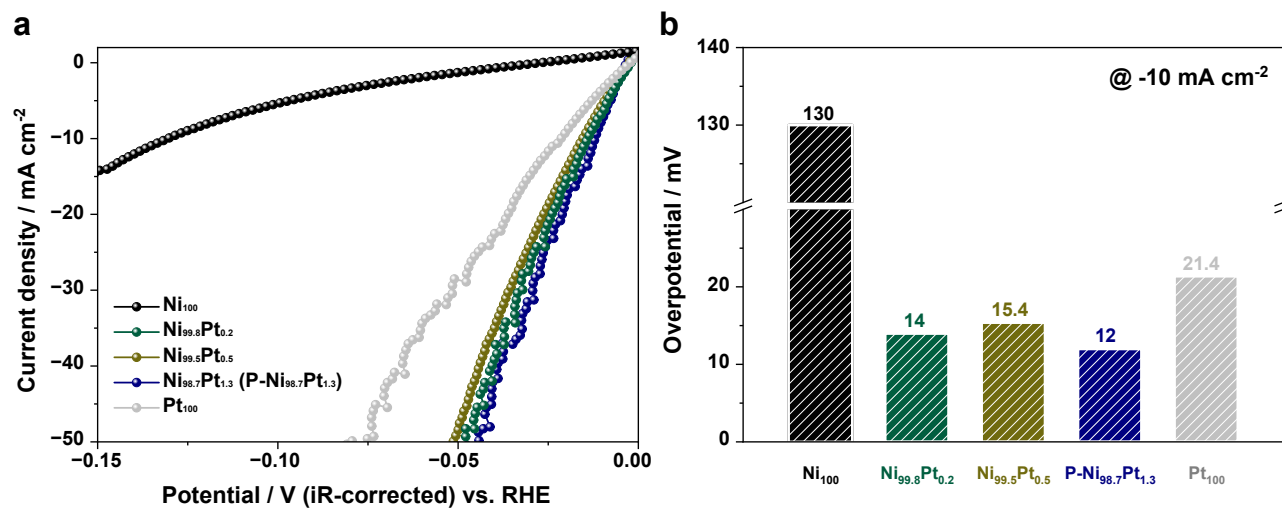 a
0
−10
−20
−30
−40
−50
Current density / mA cm⁻²
Ni₁₀₀
Ni₉₉.₈Pt₀.₂
Ni₉₉.₅Pt₀.₅
Ni₉₈.₇Pt₁.₃ (P-Ni₉₈.₇Pt₁.₃)
Pt₁₀₀
−0.15 −0.10 −0.05 0.00
Potential / V (iR-corrected) vs. RHE
b
@ -10 mA cm⁻²
140
130
20
10
0
Overpotential / mV
130
14
15.4
12
21.4
Ni₁₀₀ Ni₉₉.₈Pt₀.₂ Ni₉₉.₅Pt₀.₅ P-Ni₉₈.₇Pt₁.₃ Pt₁₀₀